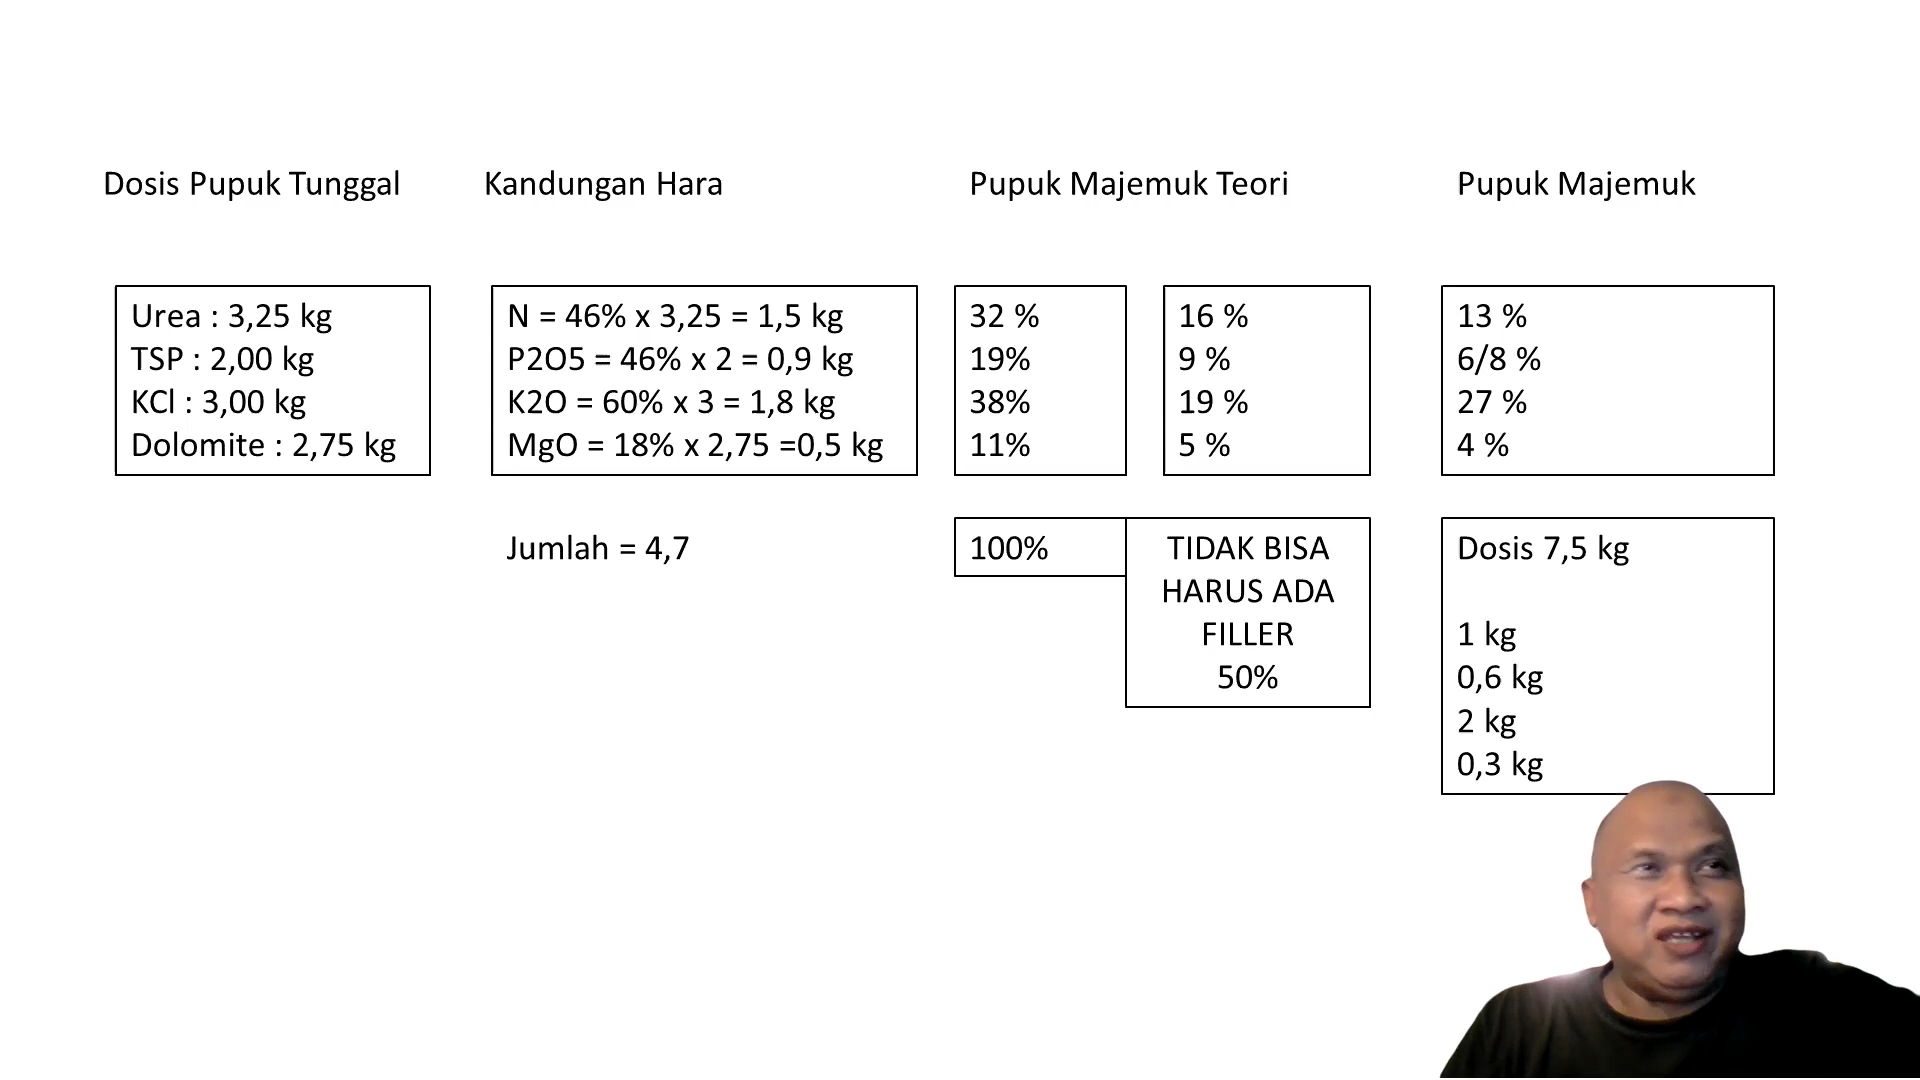 Dosis Pupuk Tunggal
Kandungan Hara
Pupuk Majemuk Teori
Pupuk Majemuk
Urea : 3,25 kg
TSP : 2,00 kg
KCl : 3,00 kg
Dolomite : 2,75 kg
N = 46% x 3,25 = 1,5 kg
P2O5 = 46% x 2 = 0,9 kg
K2O = 60% x 3 = 1,8 kg
MgO = 18% x 2,75 =0,5 kg
Jumlah = 4,7
32 %
19%
38%
11%
100%
16 %
9 %
19 %
5 %
TIDAK BISA
HARUS ADA
FILLER
50%
13 %
6/8 %
27 %
4 %
Dosis 7,5 kg
1 kg
0,6 kg
2 kg
0,3 kg